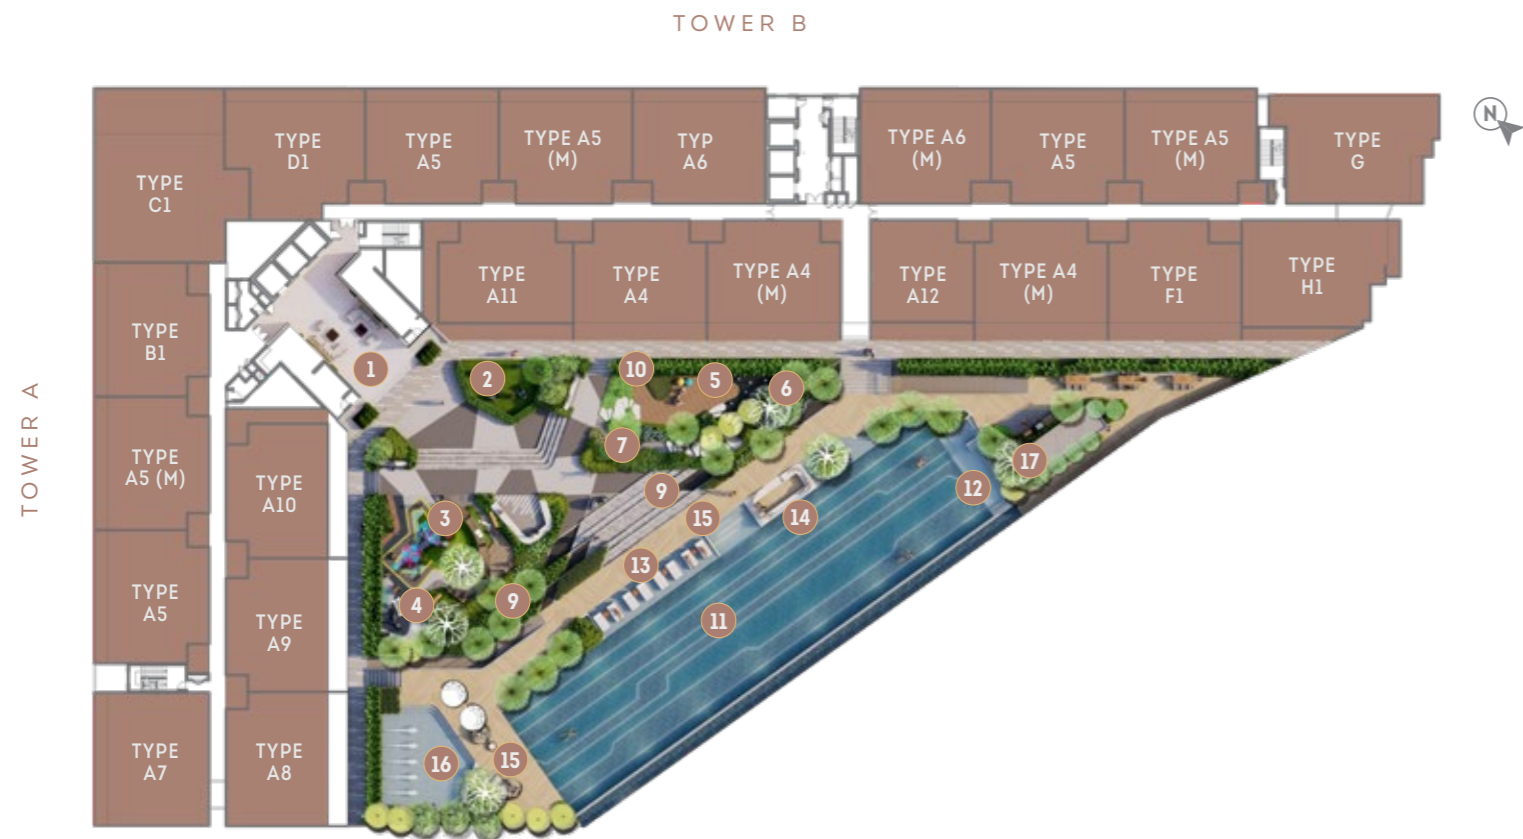 TOWER B
N
TYPE
C1
TYPE
D1
TYPE
A5
TYPE A5
(M)
TYP
A6
TYPE A6
(M)
TYPE
A5
TYPE A5
(M)
TYPE
G
TYPE
A11
TYPE
A4
TYPE A4
(M)
TYPE
A12
TYPE A4
(M)
TYPE
F1
TYPE
H1
TOWER A
TYPE
B1
TYPE
A5 (M)
TYPE
A5
TYPE
A7
TYPE
A10
TYPE
A9
TYPE
A8
1
2
10
5
6
7
9
3
15
14
12
17
13
4
9
11
16
15